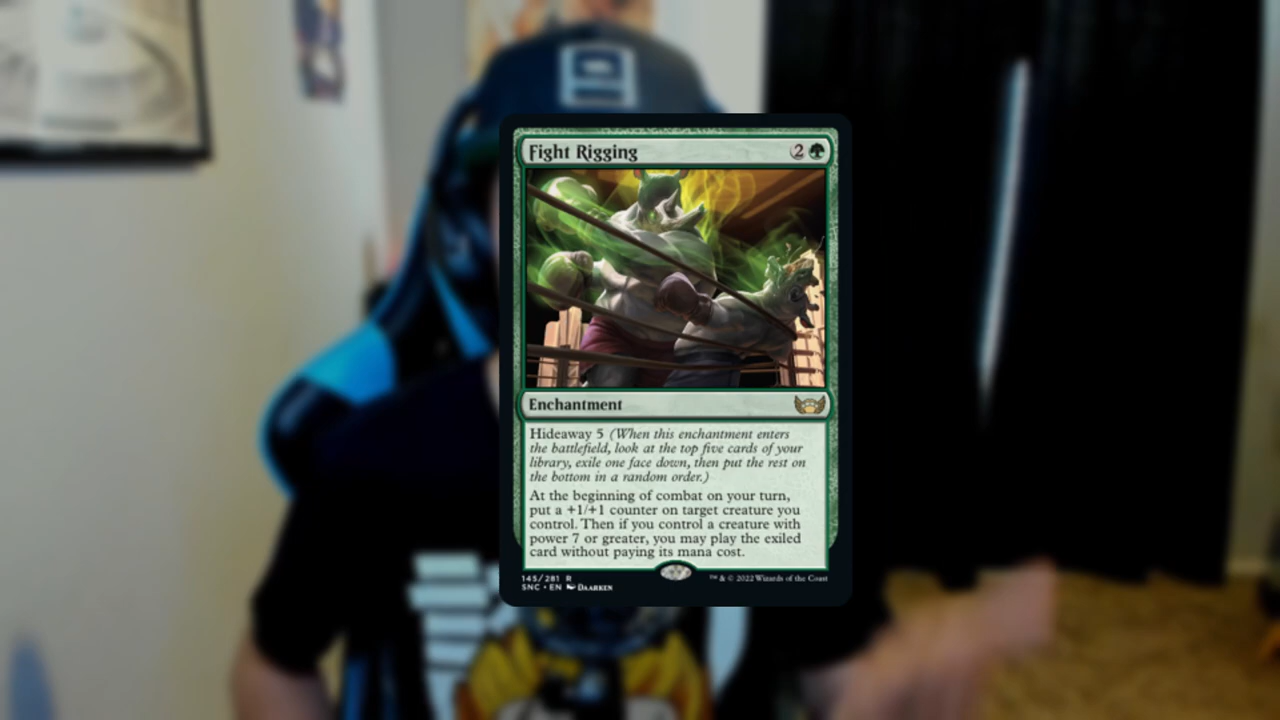 Fight Rigging 2
Enchantment
Hideaway 5 (When this enchantment enters
the battlefield, look at the top five cards of your
library, exile one face down, then put the rest on
the bottom in a random order.)
At the beginning of combat on your turn,
put a +1/+1 counter on target creature you
control. Then if you control a creature with
power 7 or greater, you may play the exiled
card without paying its mana cost.
145/281 R
SNC • EN DAARKEN
™ & © 2022 Wizards of the Coast